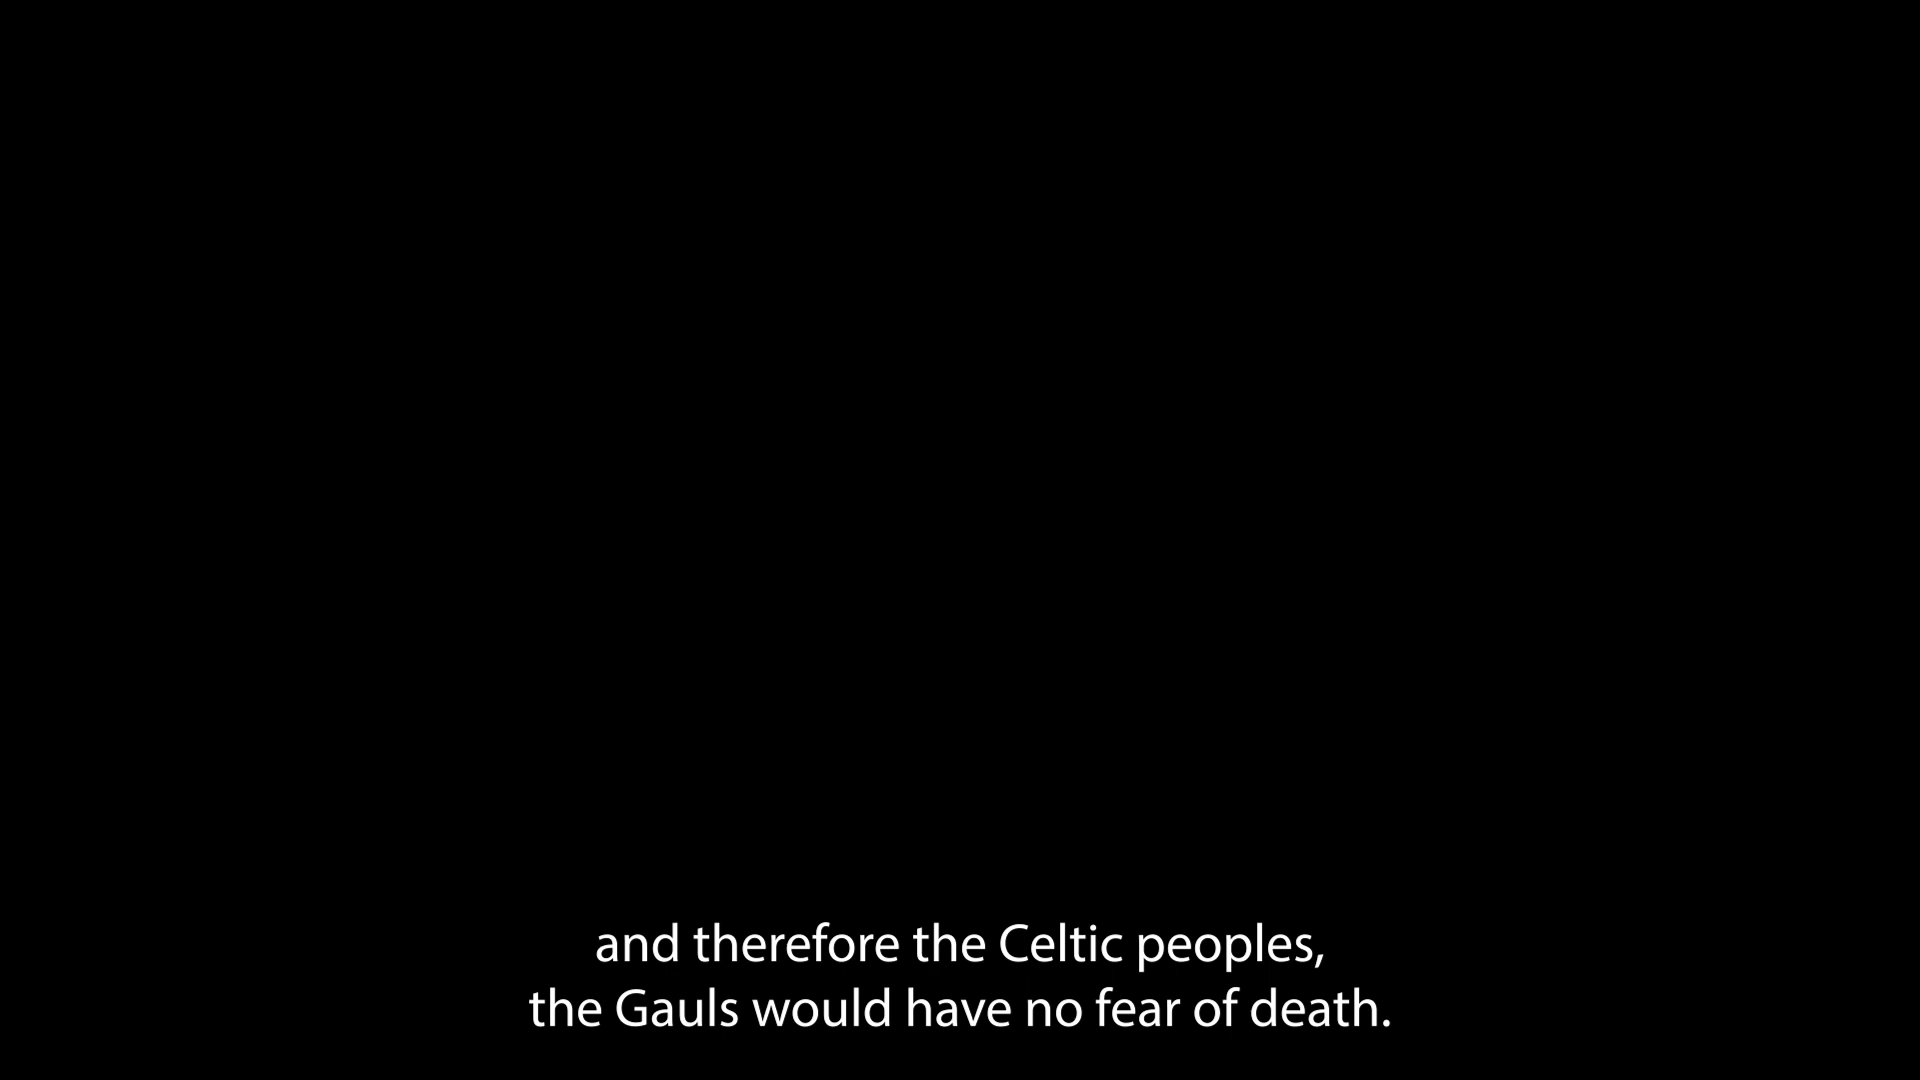 and therefore the Celtic peoples,
the Gauls would have no fear of death.